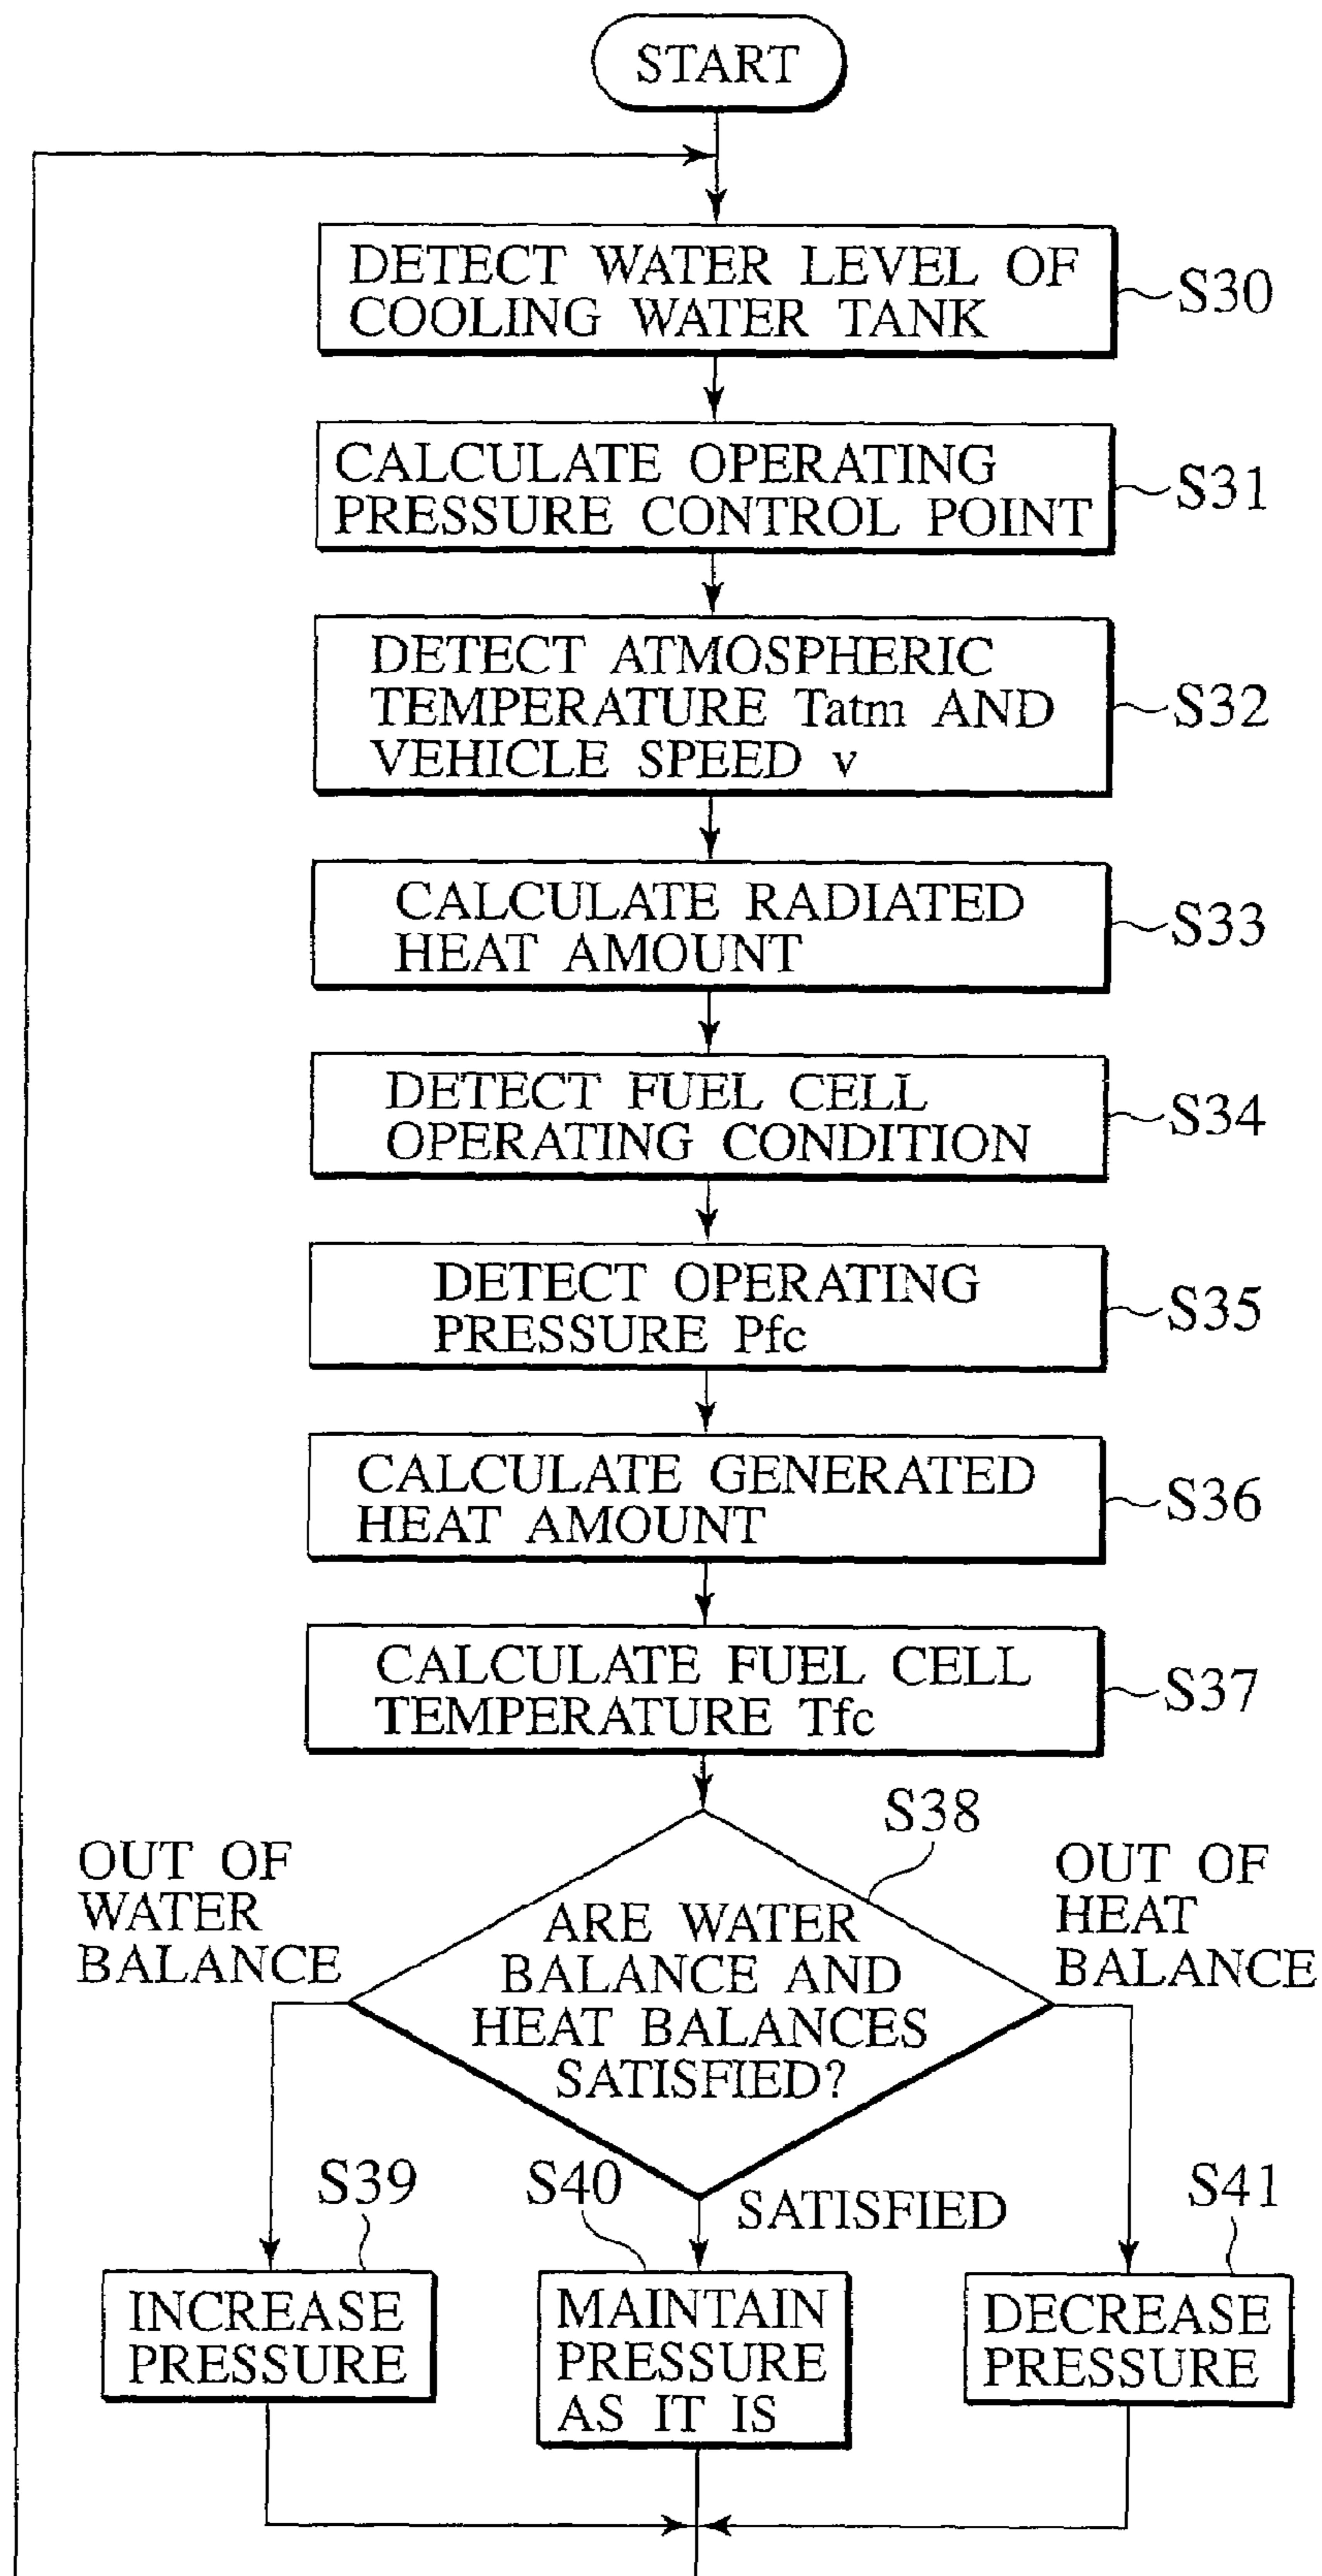 START
DETECT WATER LEVEL OF
COOLING WATER TANK
S30
CALCULATE OPERATING
PRESSURE CONTROL POINT
S31
DETECT ATMOSPHERIC
TEMPERATURE Tatm AND
VEHICLE SPEED v
S32
CALCULATE RADIATED
HEAT AMOUNT
S33
DETECT FUEL CELL
OPERATING CONDITION
S34
DETECT OPERATING
PRESSURE Pfc
S35
CALCULATE GENERATED
HEAT AMOUNT
S36
CALCULATE FUEL CELL
TEMPERATURE Tfc
S37
S38
OUT OF
WATER
BALANCE
ARE WATER
BALANCE AND
HEAT BALANCES
SATISFIED?
OUT OF
HEAT
BALANCE
S39
S40
SATISFIED
S41
INCREASE
PRESSURE
MAINTAIN
PRESSURE
AS IT IS
DECREASE
PRESSURE